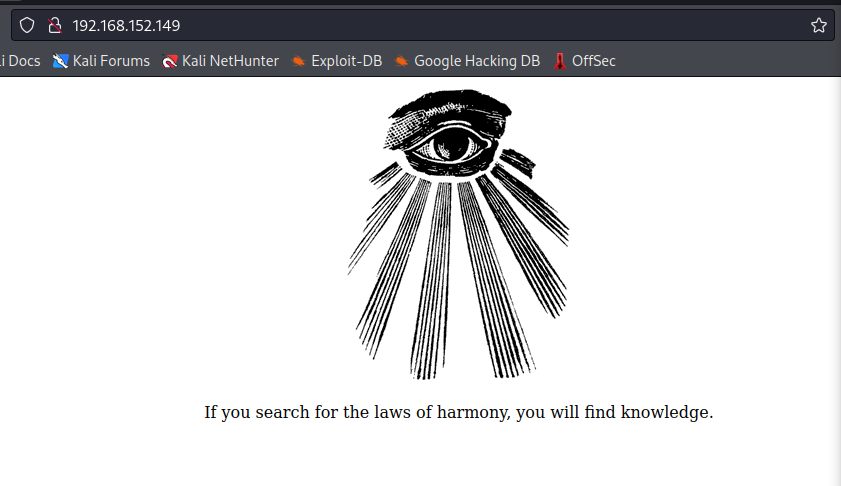 192.168.152.149
i Docs Kali Forums Kali NetHunter Exploit-DB Google Hacking DB OffSec
If you search for the laws of harmony, you will find knowledge.